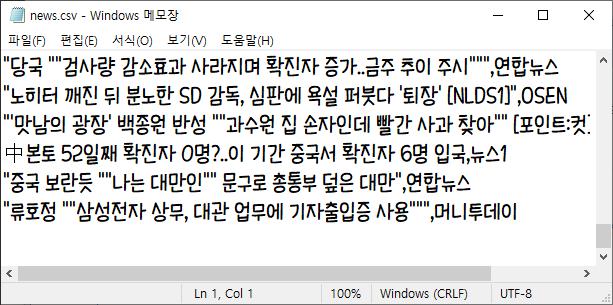 news.csv - Windows 메모장
파일(F) 편집(E) 서식(O) 보기(V) 도움말(H)
"당국 ""검사량 감소효과 사라지며 확진자 증가..금주 추이 주시""",연합뉴스
"노히터 깨진 뒤 분노한 SD 감독, 심판에 욕설 퍼붓다 '퇴장' [NLDS1]",OSEN
"'맛남의 광장' 백종원 반성 ""과수원 집 손자인데 빨간 사과 찾아"" [포인트:컷]
中 본토 52일째 확진자 0명?..이 기간 중국서 확진자 6명 입국,뉴스1
"중국 보란듯 ""나는 대만인"" 문구로 총통부 덮은 대만",연합뉴스
"류호정 ""삼성전자 상무, 대관 업무에 기자출입증 사용""",머니투데이
Ln 1, Col 1 100% Windows (CRLF) UTF-8